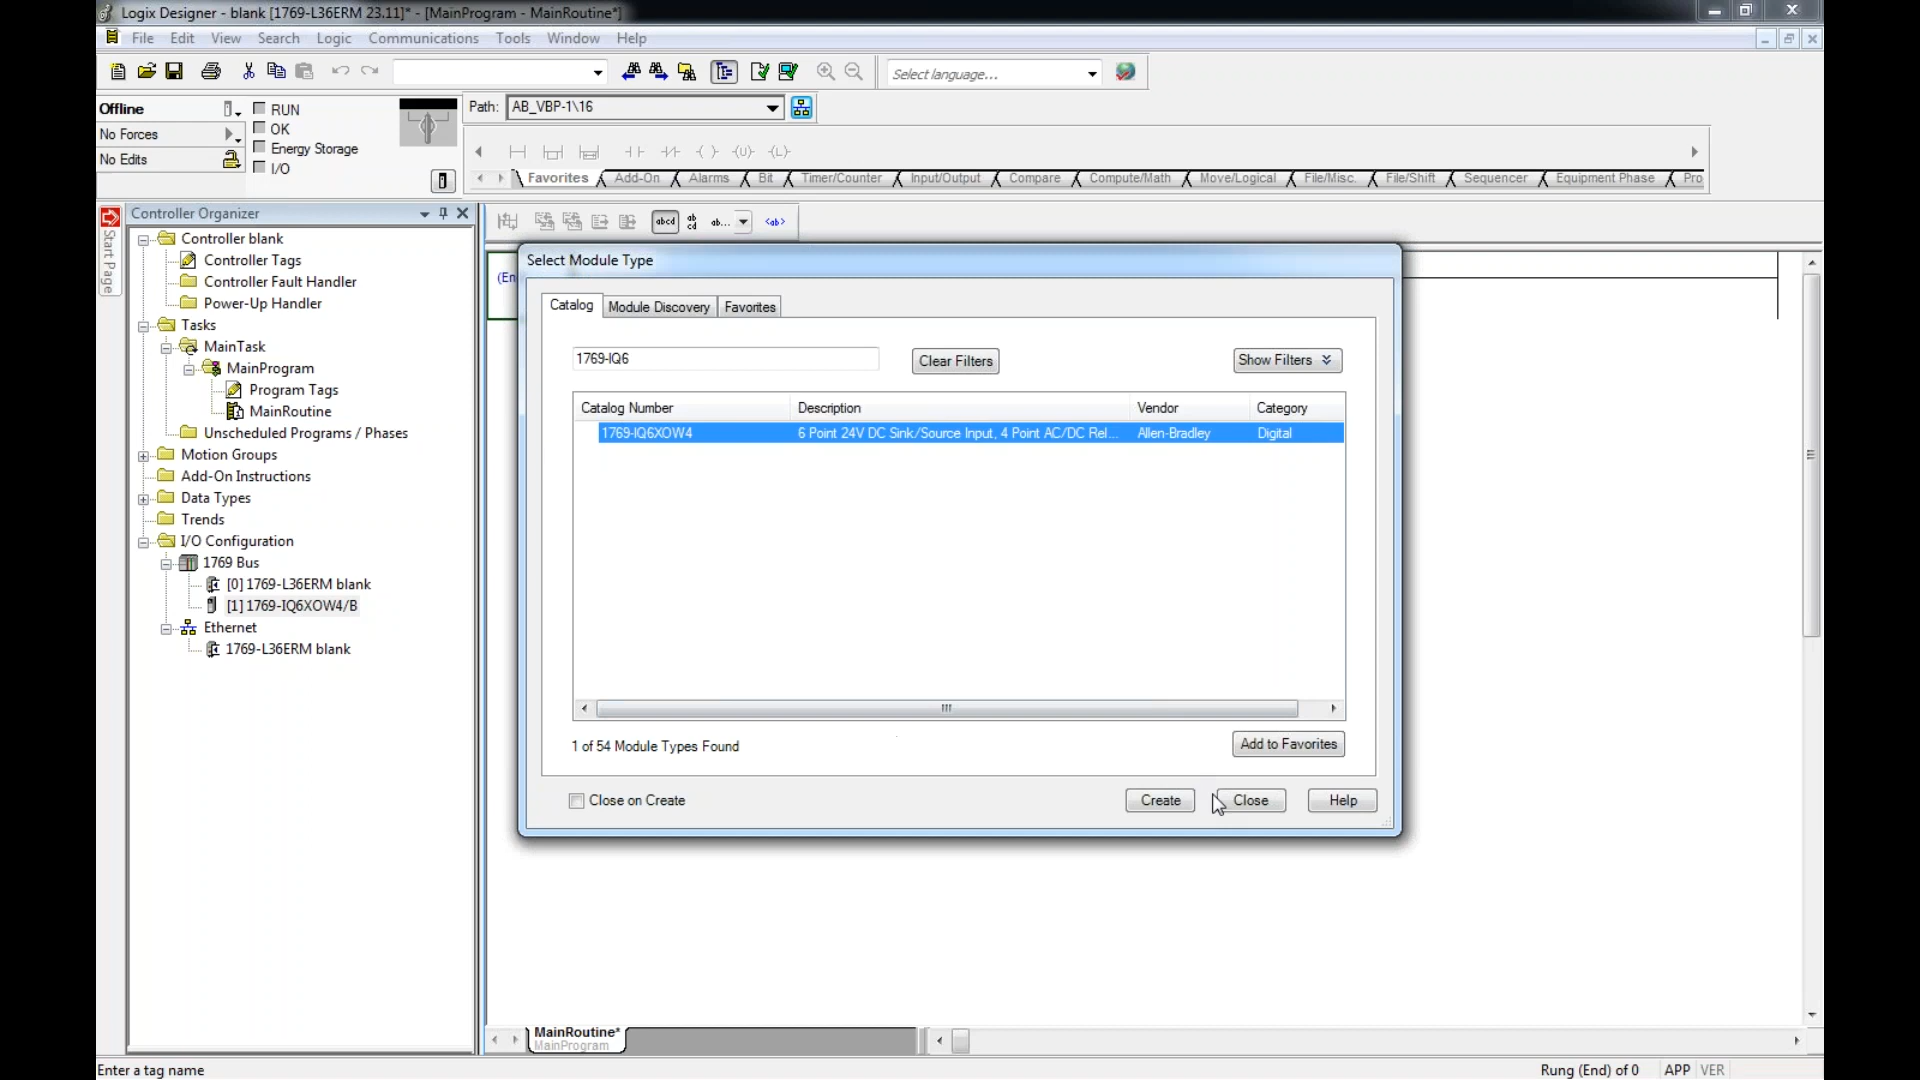 Logix Designer - blank [1769-L36ERM 23.11]* - [MainProgram - MainRoutine*]
File Edit View Search Logic Communications Tools Window Help
Select language...
Offline
RUN
No Forces
OK
No Edits
Energy Storage
I/O
Path: AB_VBP-1\16
Favorites Add-On Alarms Bit Timer/Counter Input/Output Compare Compute/Math Move/Logical File/Misc. File/Shift Sequencer Equipment Phase Pro
Start Page
Controller Organizer
abcd ab cd ab... <ab>
Controller blank
Controller Tags
Controller Fault Handler
Power-Up Handler
Tasks
MainTask
MainProgram
Program Tags
MainRoutine
Unscheduled Programs / Phases
Motion Groups
Add-On Instructions
Data Types
Trends
I/O Configuration
1769 Bus
[0] 1769-L36ERM blank
[1] 1769-IQ6XOW4/B
Ethernet
1769-L36ERM blank
(En
Select Module Type
Catalog Module Discovery Favorites
1769-IQ6
Clear Filters
Show Filters
Catalog Number Description Vendor Category
1769-IQ6XOW4 6 Point 24V DC Sink/Source Input, 4 Point AC/DC Rel... Allen-Bradley Digital
1 of 54 Module Types Found
Add to Favorites
Close on Create
Create Close Help
MainRoutine*
MainProgram
Enter a tag name
Rung (End) of 0 APP VER